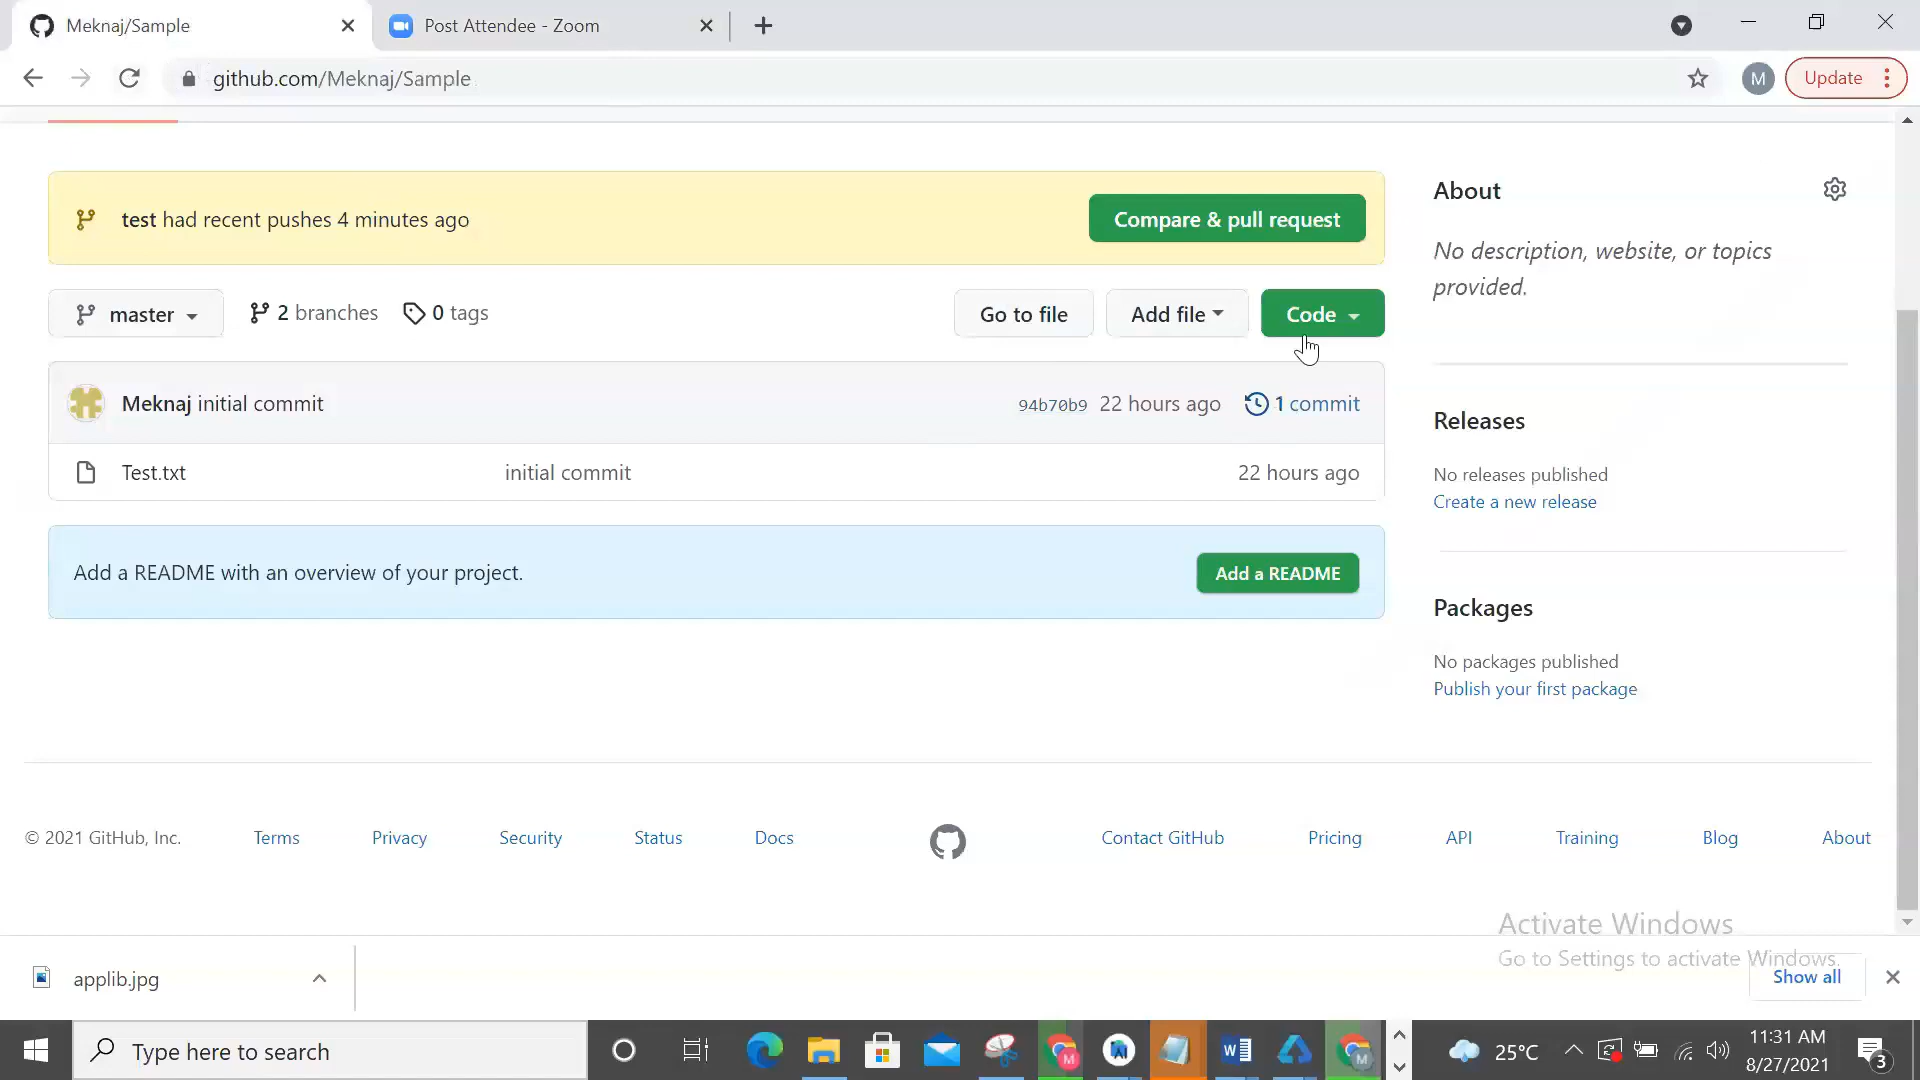 Meknaj/Sample
Post Attendee - Zoom
github.com/Meknaj/Sample
M
Update
test had recent pushes 4 minutes ago
Compare & pull request
About
No description, website, or topics
provided.
master
2 branches
0 tags
Go to file
Add file
Code
Meknaj initial commit
94b70b9 22 hours ago
1 commit
Test.txt
initial commit
22 hours ago
Releases
No releases published
Create a new release
Add a README with an overview of your project.
Add a README
Packages
No packages published
Publish your first package
© 2021 GitHub, Inc.
Terms
Privacy
Security
Status
Docs
Contact GitHub
Pricing
API
Training
Blog
About
Activate Windows
Go to Settings to activate Windows.
applib.jpg
Show all
Type here to search
M
M
25°C
11:31 AM
8/27/2021
3